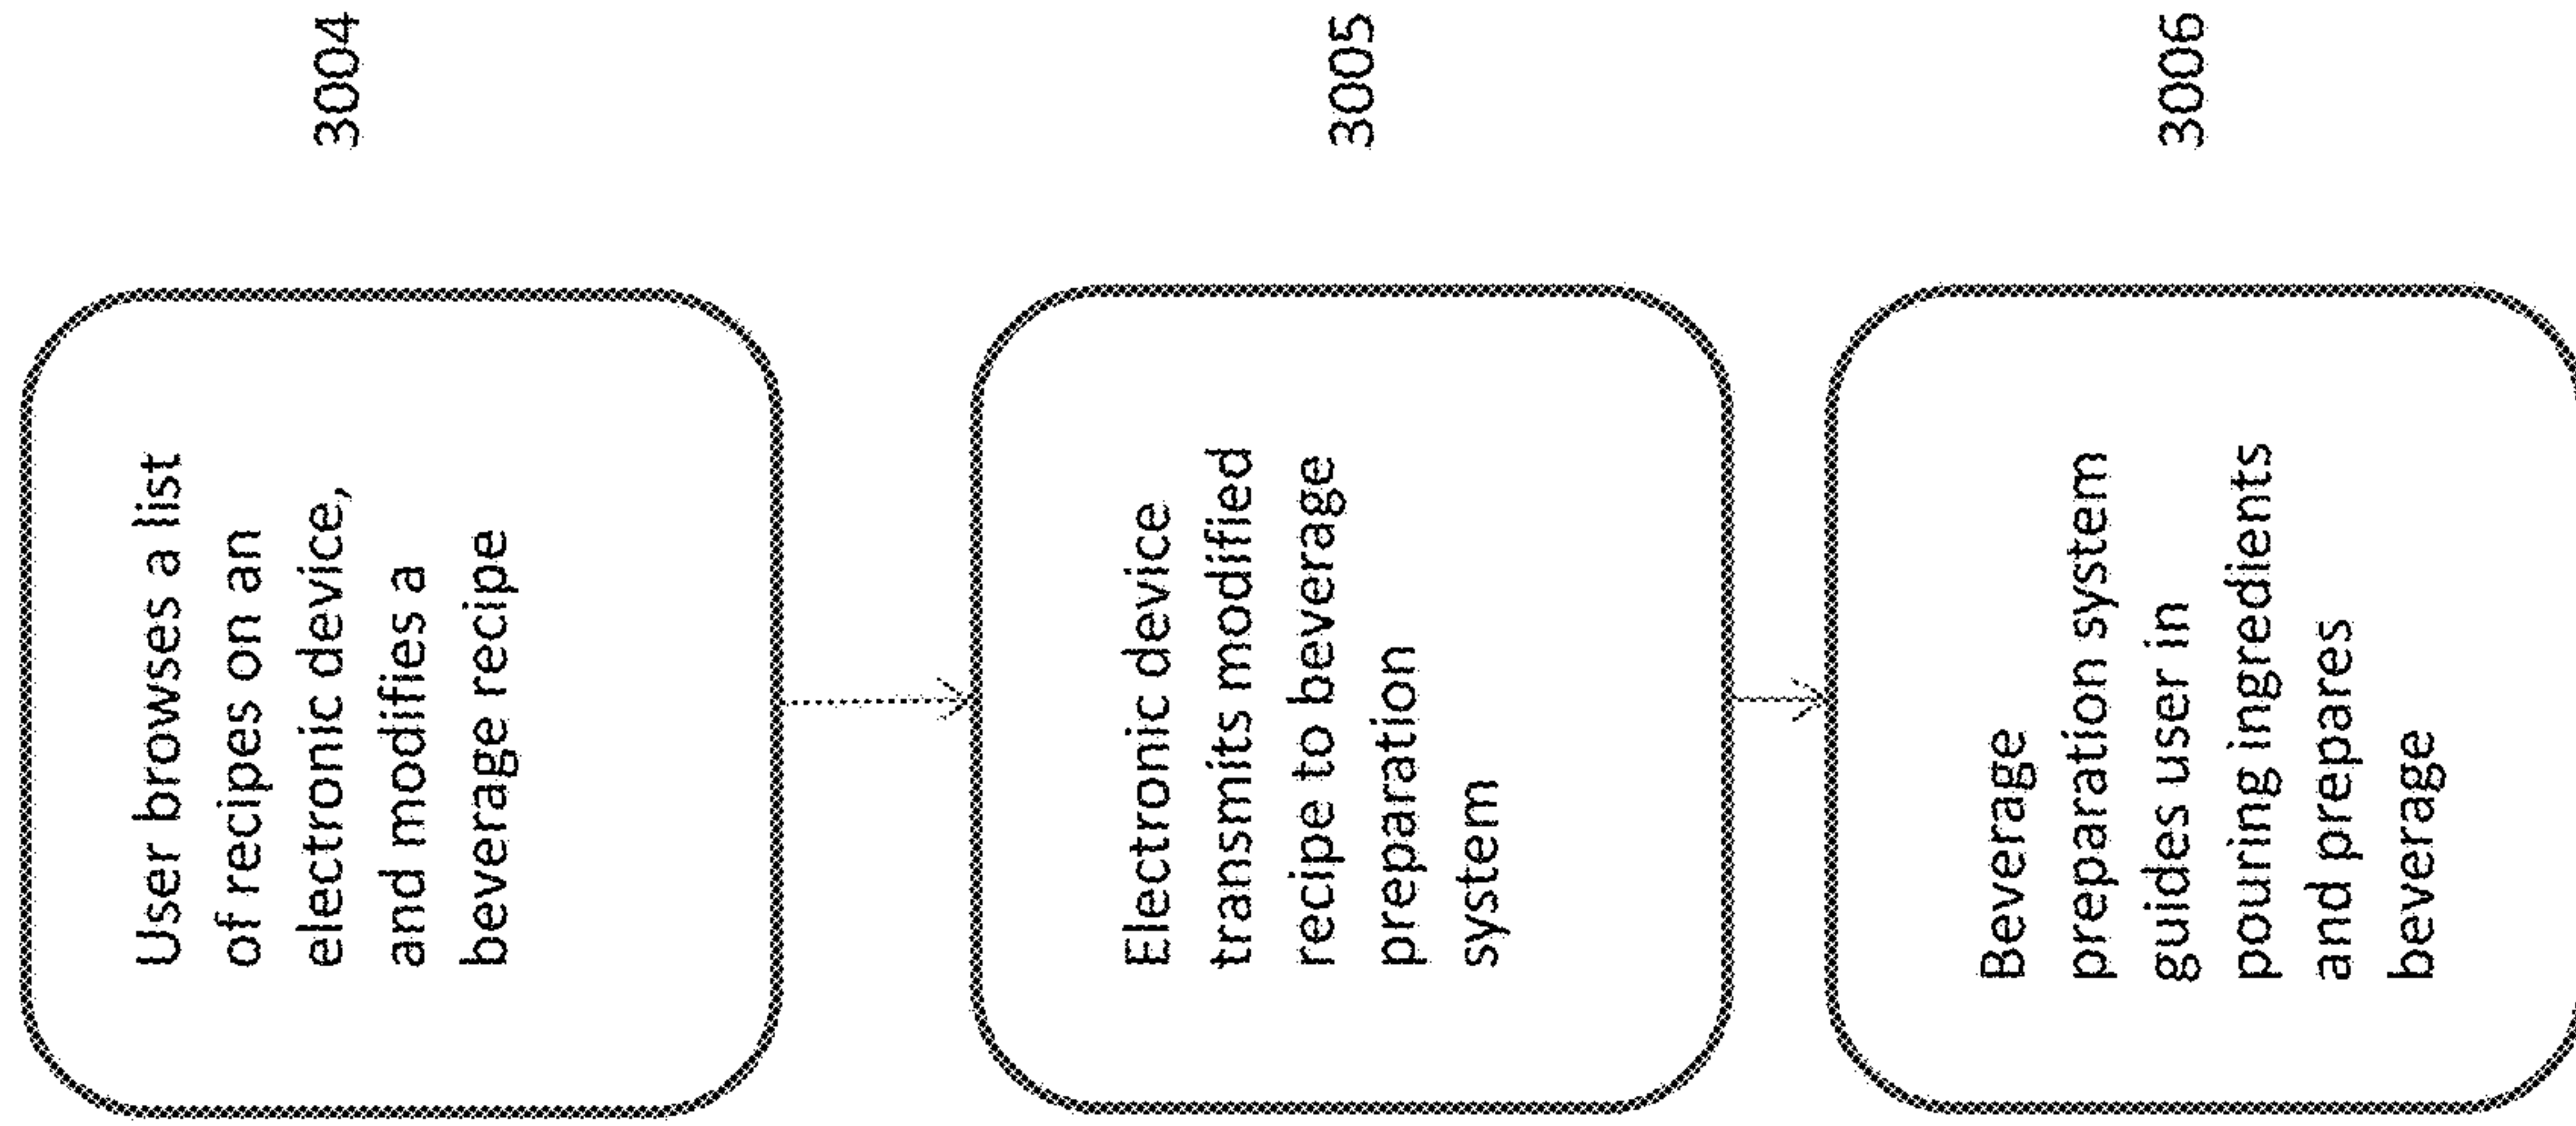 User browses a list
of recipes on an
electronic device,
and modifies a
beverage recipe
3004
Electronic device
transmits modified
recipe to beverage
preparation
system
3005
Beverage
preparation system
guides user in
pouring ingredients
and prepares
beverage
3006